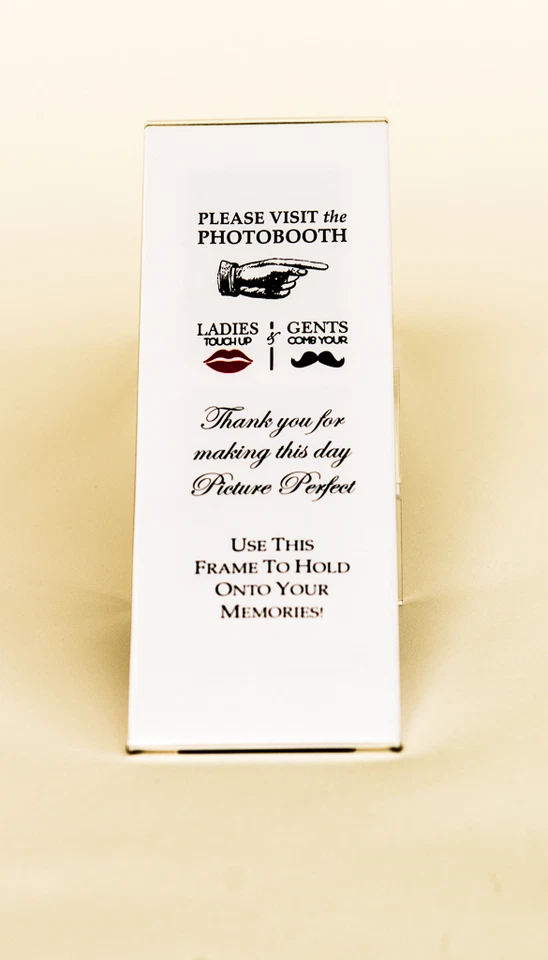 PLEASE VISIT the
PHOTOBOOTH
LADIES & GENTS
TOUCH UP COMB YOUR
Thank you for
making this day
Picture Perfect
USE THIS
FRAME TO HOLD
ONTO YOUR
MEMORIES!